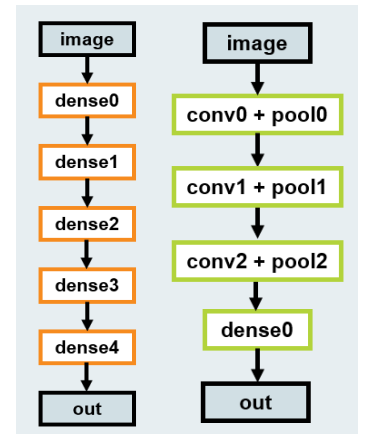 image
dense0
dense1
dense2
dense3
dense4
out
image
conv0 + pool0
conv1 + pool1
conv2 + pool2
dense0
out